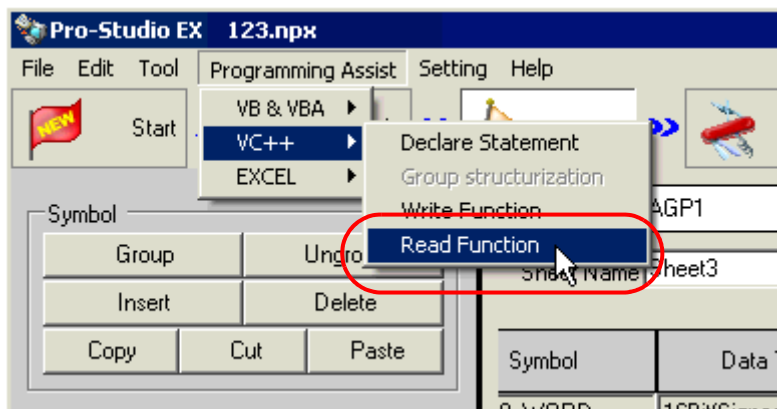 Pro-Studio EX 123.npx
File Edit Tool Programming Assist Setting Help
NEW Start
VB & VBA
VC++
EXCEL
Declare Statement
Group structurization
Write Function
Read Function
Symbol
Group
Insert Delete
Copy Cut Paste
AGP1
Sheet Name Sheet3
Symbol Data